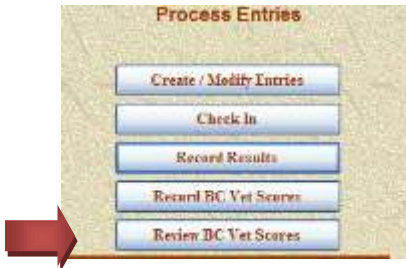 Process Entries
Create / Modify Entries
Check In
Record Results
Record BC Vet Scores
Review BC Vet Scores